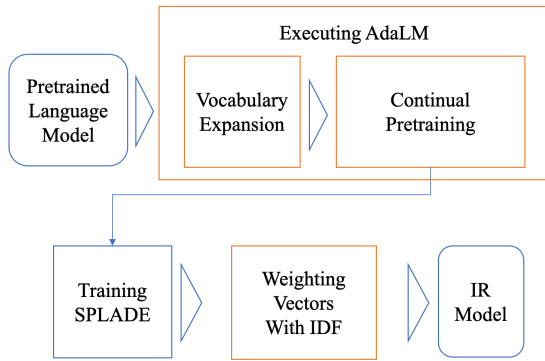 Executing AdaLM
Pretrained
Language
Model
Vocabulary
Expansion
Continual
Pretraining
Training
SPLADE
Weighting
Vectors
With IDF
IR
Model